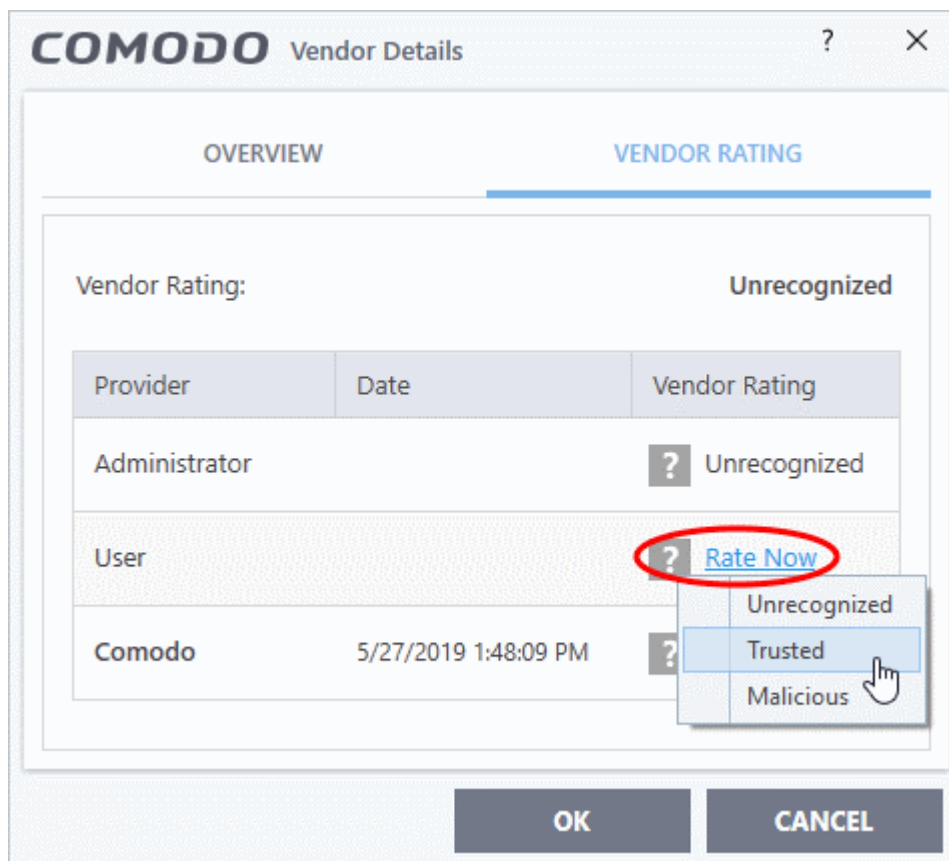 COMODO Vendor Details ? ×
OVERVIEW VENDOR RATING
Vendor Rating: Unrecognized
Provider Date Vendor Rating
Administrator ? Unrecognized
User ? Rate Now
Unrecognized
Comodo 5/27/2019 1:48:09 PM ? Trusted
Malicious
OK CANCEL